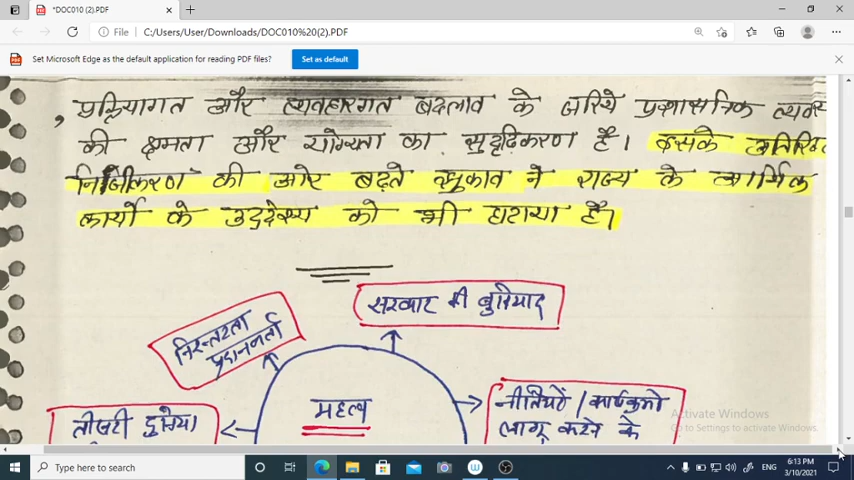 *DOC010 (2).PDF
File | C:/Users/User/Downloads/DOC010%20(2).PDF
Set Microsoft Edge as the default application for reading PDF files?
Set as default
प्रक्रियागत और व्यवहारगत बदलाव के जरिये प्रशासनिक व्यव
की क्षमता और योग्यता का सुदृढ़िकरण है। इसके अतिरिक्त
निजीकरण की ओर बढ़ते झुकाव ने राज्य के आर्थिक
कार्यो के उद्देश्य को भी घटाया है।
सरकार की बुनियाद
निरन्तरता
प्रदानकर्ता
महत्व
नीतियों / कार्यक्रमो
लागू करने के
तीसरी दुनिया
Activate Windows
Go to Settings to activate Windows.
Type here to search
ENG
6:13 PM
3/10/2021